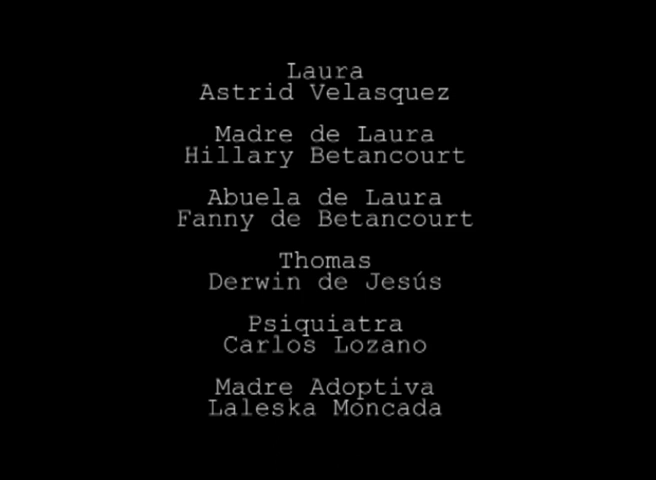 Laura
Astrid Velasquez
Madre de Laura
Hillary Betancourt
Abuela de Laura
Fanny de Betancourt
Thomas
Derwin de Jesús
Psiquiatra
Carlos Lozano
Madre Adoptiva
Laleska Moncada